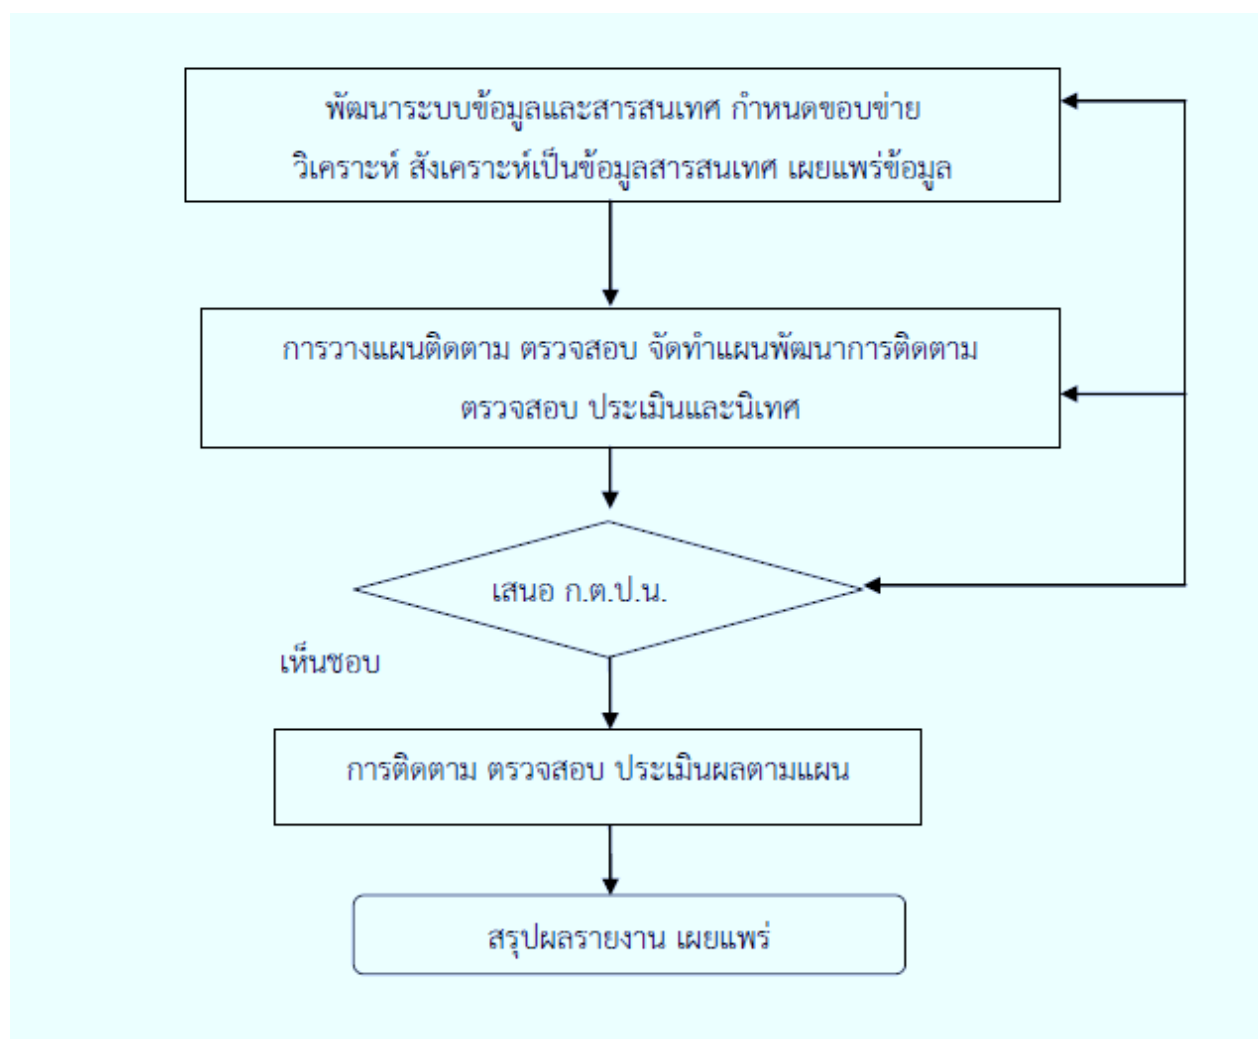 พัฒนาระบบข้อมูลและสารสนเทศ กำหนดขอบข่าย
วิเคราะห์ สังเคราะห์เป็นข้อมูลสารสนเทศ เผยแพร่ข้อมูล
การวางแผนติดตาม ตรวจสอบ จัดทำแผนพัฒนาการติดตาม
ตรวจสอบ ประเมินและนิเทศ
เสนอ ก.ต.ป.น.
เห็นชอบ
การติดตาม ตรวจสอบ ประเมินผลตามแผน
สรุปผลรายงาน เผยแพร่